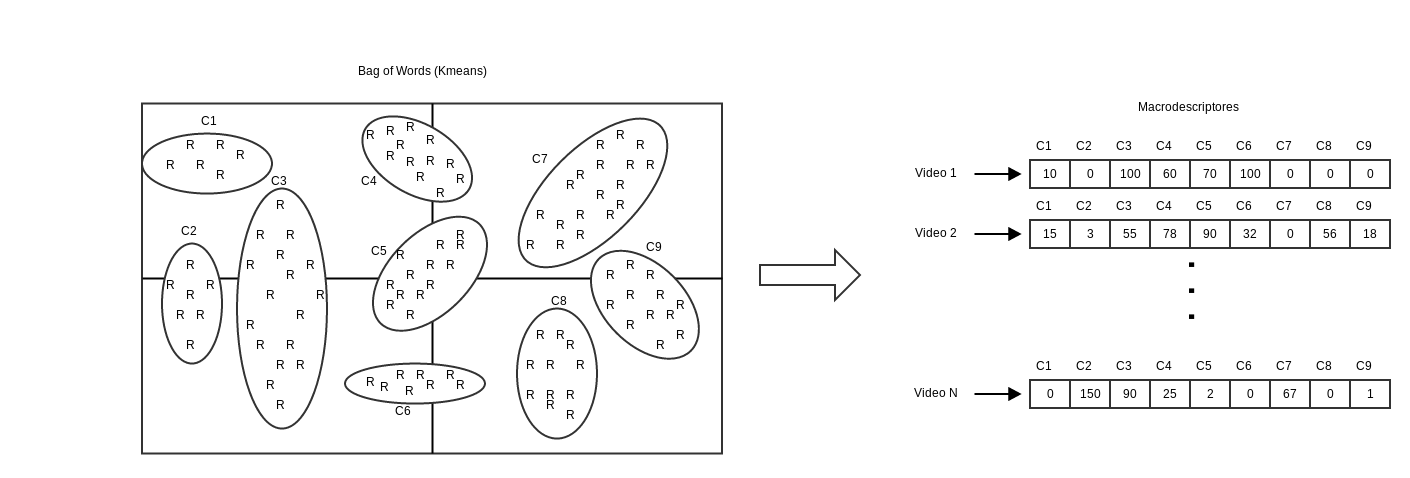 Bag of Words (Kmeans)
C1
R R
R R R
R
C2
R
R R
R
R R
R
C3
R
R R
R
R R
R
R R
R
R
R R
R R
R
R
C4
R R R
R R
R R R R
R R
R
C5
R
R R R
R R
R
R R
R R
R
R
C6
R R R R
R R R
R
C7
R
R R
R R R
R
R R
R
R
R R R
R
R
R R
C8
R R
R
R R R
R R R
R
R
C9
R
R R
R R
R R
R R
R
R
R
Macrodescriptores
C1 C2 C3 C4 C5 C6 C7 C8 C9
Video 1 10 0 100 60 70 100 0 0 0
C1 C2 C3 C4 C5 C6 C7 C8 C9
Video 2 15 3 55 78 90 32 0 56 18
C1 C2 C3 C4 C5 C6 C7 C8 C9
Video N 0 150 90 25 2 0 67 0 1